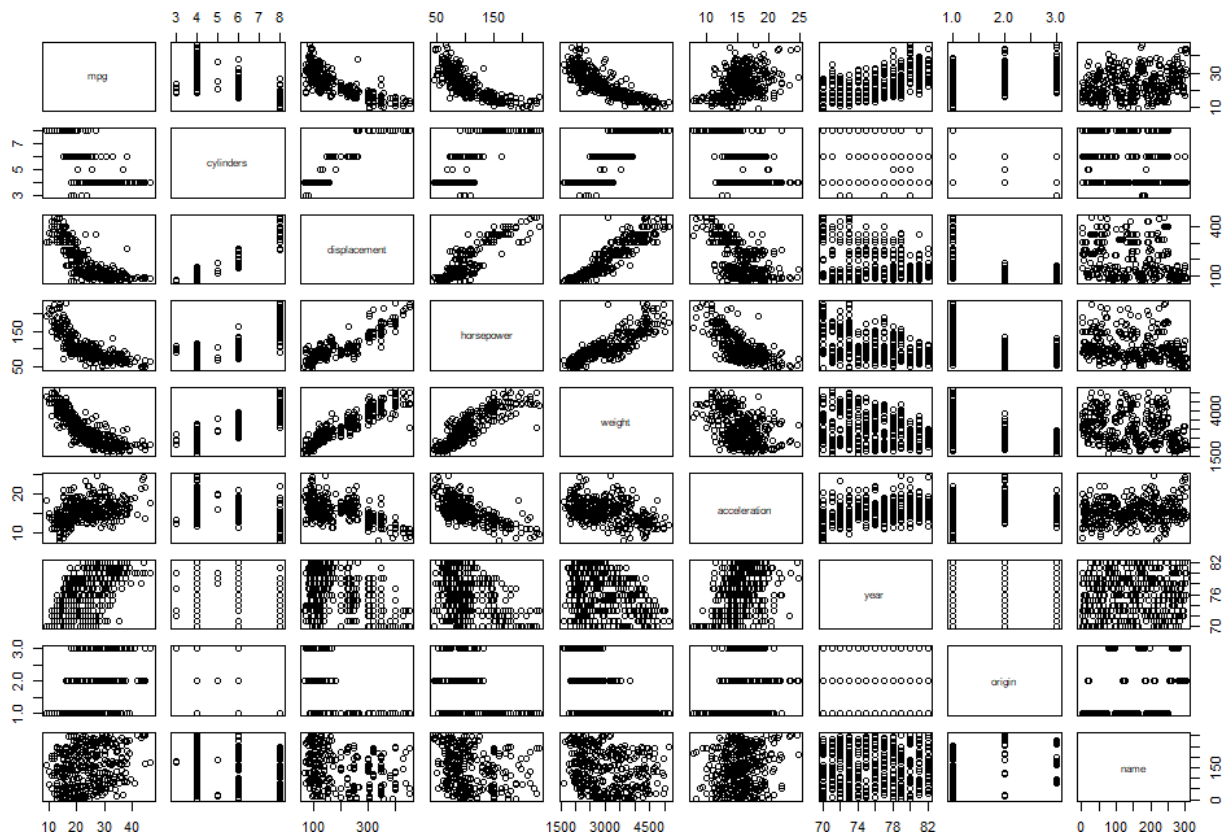 3 4 5 6 7 8 50 150 10 15 20 25 1.0 2.0 3.0
mpg 10 30
3 5 7 cylinders
displacement 100 400
50 150 horsepower
weight 1500 4000
10 20 acceleration
year 70 76 82
1.0 2.0 3.0 origin
name 0 150
10 20 30 40 100 300 1500 3000 4500 70 74 78 82 0 100 200 300